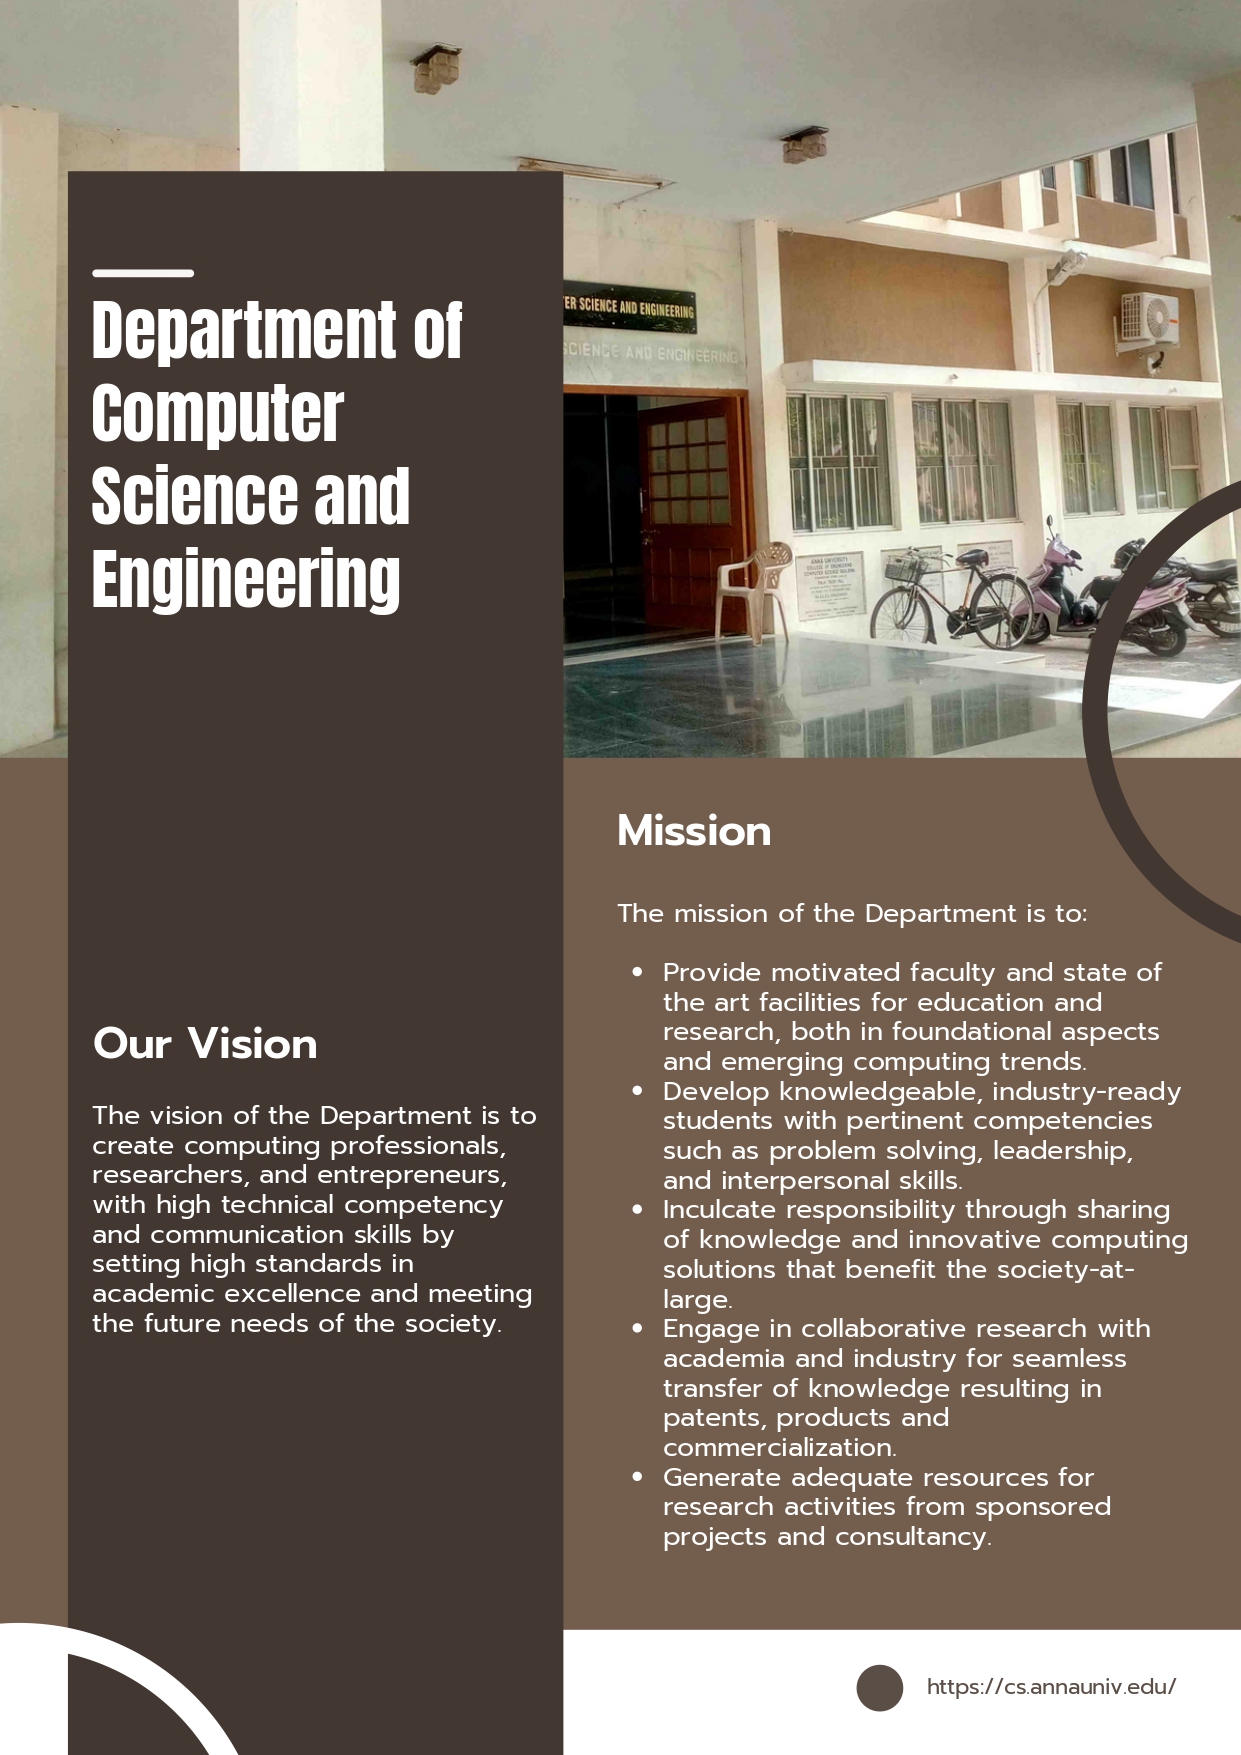 Department of
Computer
Science and
Engineering
ER SCIENCE AND ENGINEERING
SCIENCE AND ENGINEERING
ANNA UNIVERSITY
COLLEGE OF ENGINEERING
Our Vision
The vision of the Department is to
create computing professionals,
researchers, and entrepreneurs,
with high technical competency
and communication skills by
setting high standards in
academic excellence and meeting
the future needs of the society.
Mission
The mission of the Department is to:
• Provide motivated faculty and state of
the art facilities for education and
research, both in foundational aspects
and emerging computing trends.
• Develop knowledgeable, industry-ready
students with pertinent competencies
such as problem solving, leadership,
and interpersonal skills.
• Inculcate responsibility through sharing
of knowledge and innovative computing
solutions that benefit the society-at-
large.
• Engage in collaborative research with
academia and industry for seamless
transfer of knowledge resulting in
patents, products and
commercialization.
• Generate adequate resources for
research activities from sponsored
projects and consultancy.
https://cs.annauniv.edu/